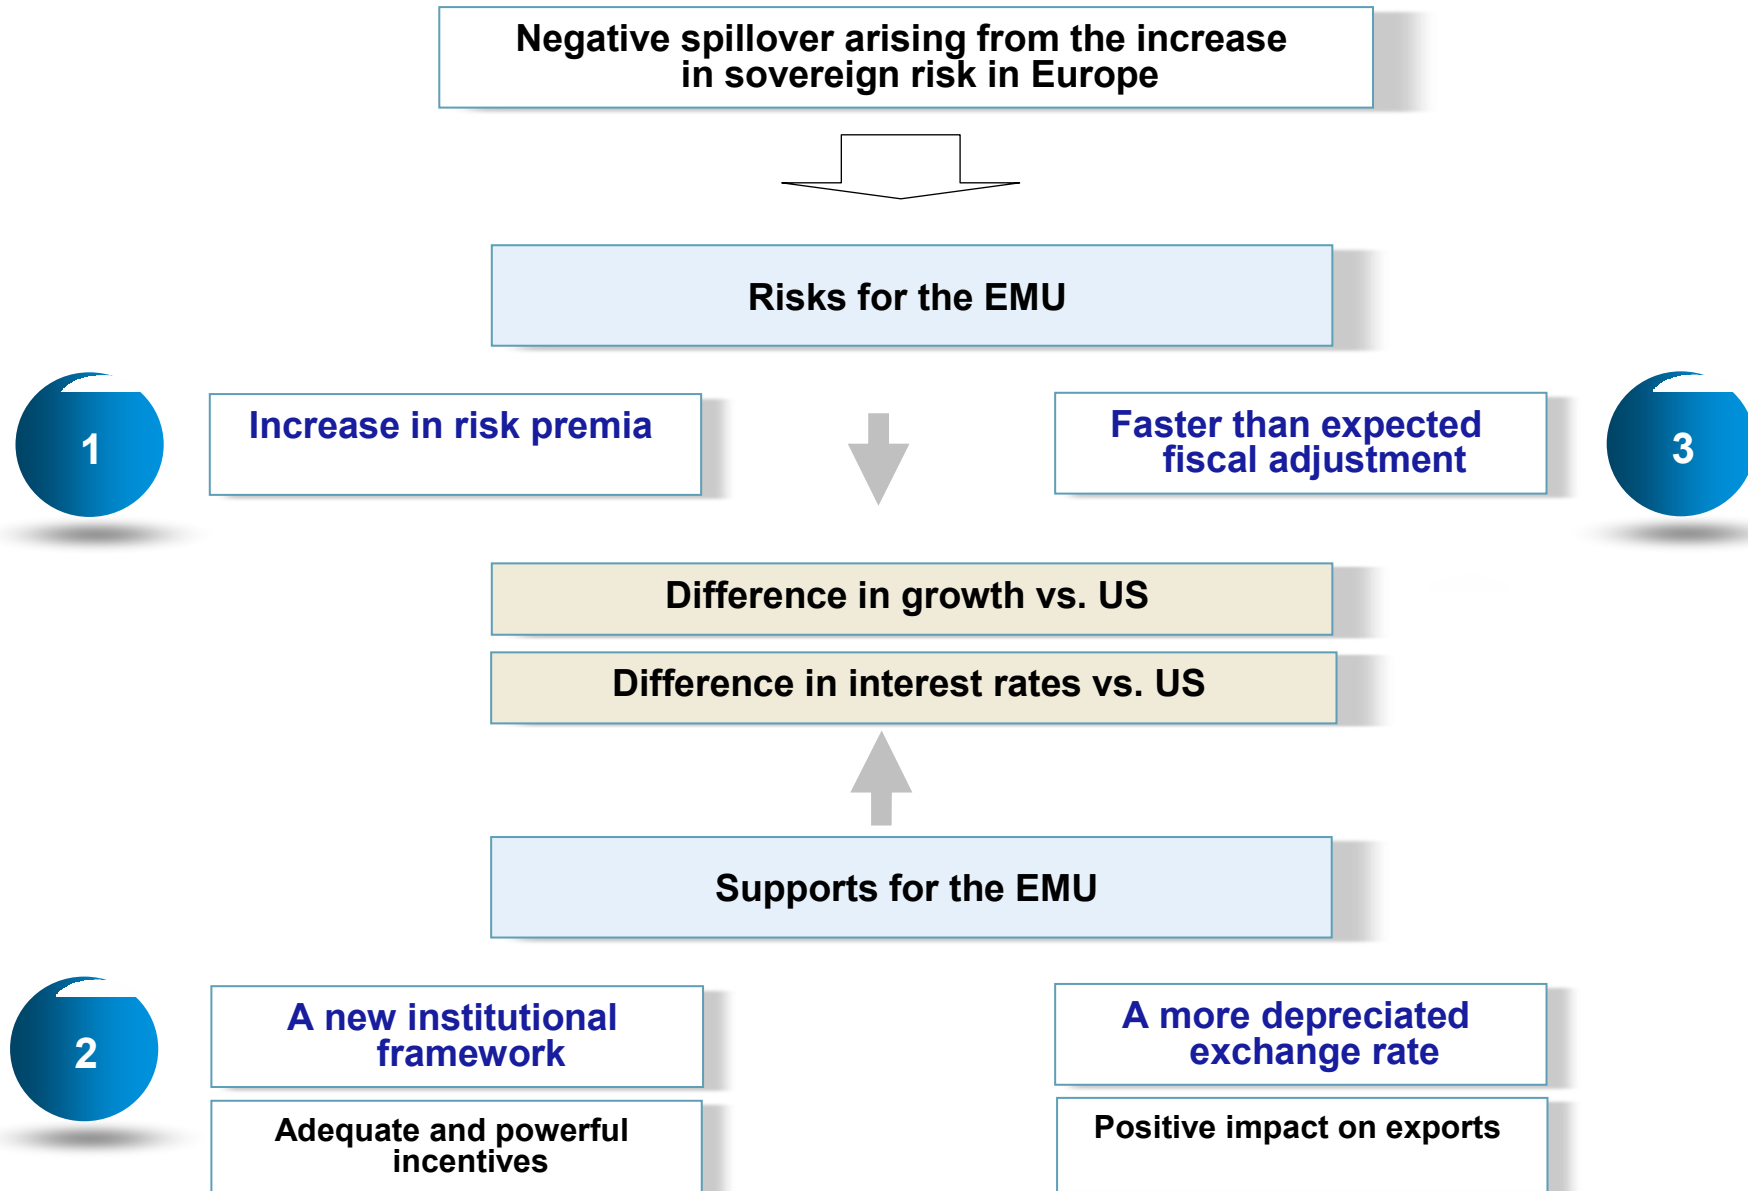 Negative spillover arising from the increase
in sovereign risk in Europe
Risks for the EMU
1
Increase in risk premia
Faster than expected
fiscal adjustment
3
Difference in growth vs. US
Difference in interest rates vs. US
Supports for the EMU
2
A new institutional
framework
A more depreciated
exchange rate
Adequate and powerful
incentives
Positive impact on exports